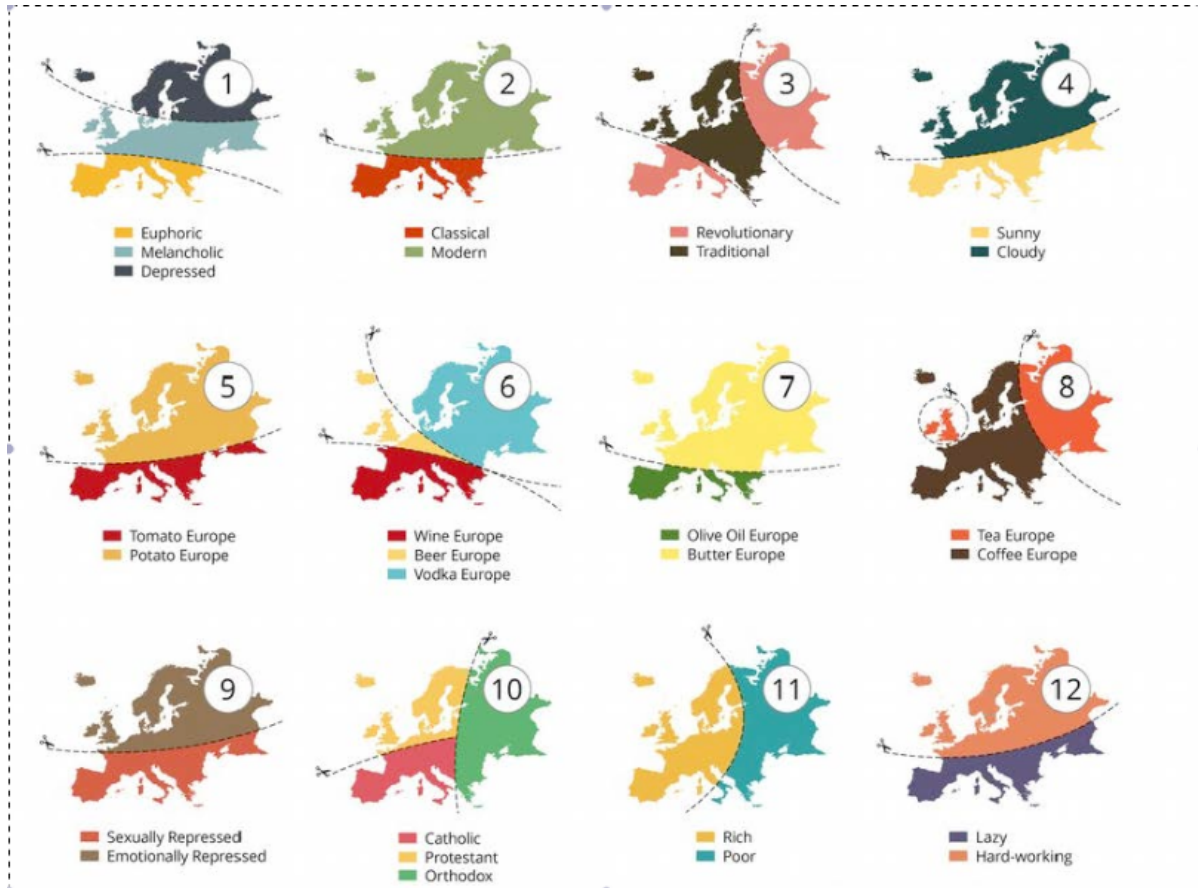 1
2
3
4
Euphoric
Melancholic
Depressed
Classical
Modern
Revolutionary
Traditional
Sunny
Cloudy
5
6
7
8
Tomato Europe
Potato Europe
Wine Europe
Beer Europe
Vodka Europe
Olive Oil Europe
Butter Europe
Tea Europe
Coffee Europe
9
10
11
12
Sexually Repressed
Emotionally Repressed
Catholic
Protestant
Orthodox
Rich
Poor
Lazy
Hard-working